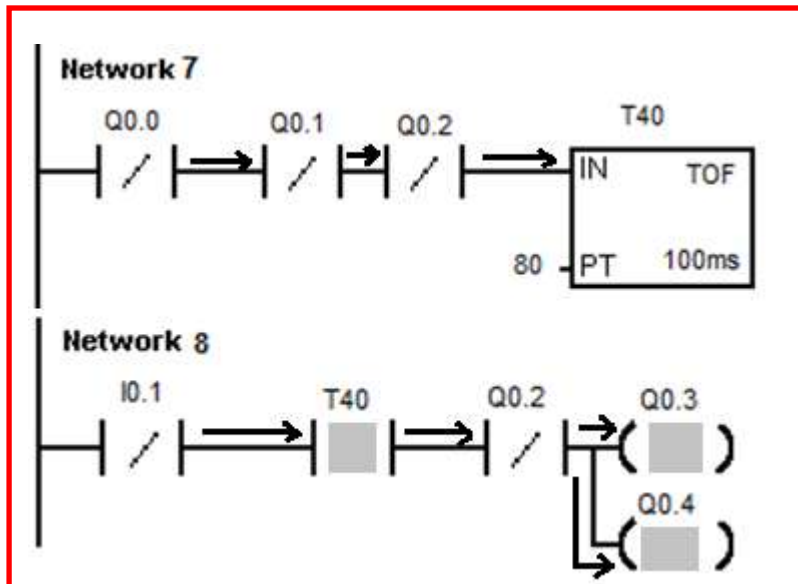 Network 7
Q0.0 Q0.1 Q0.2 T40
IN TOF
80 PT 100ms
Network 8
I0.1 T40 Q0.2 Q0.3
Q0.4